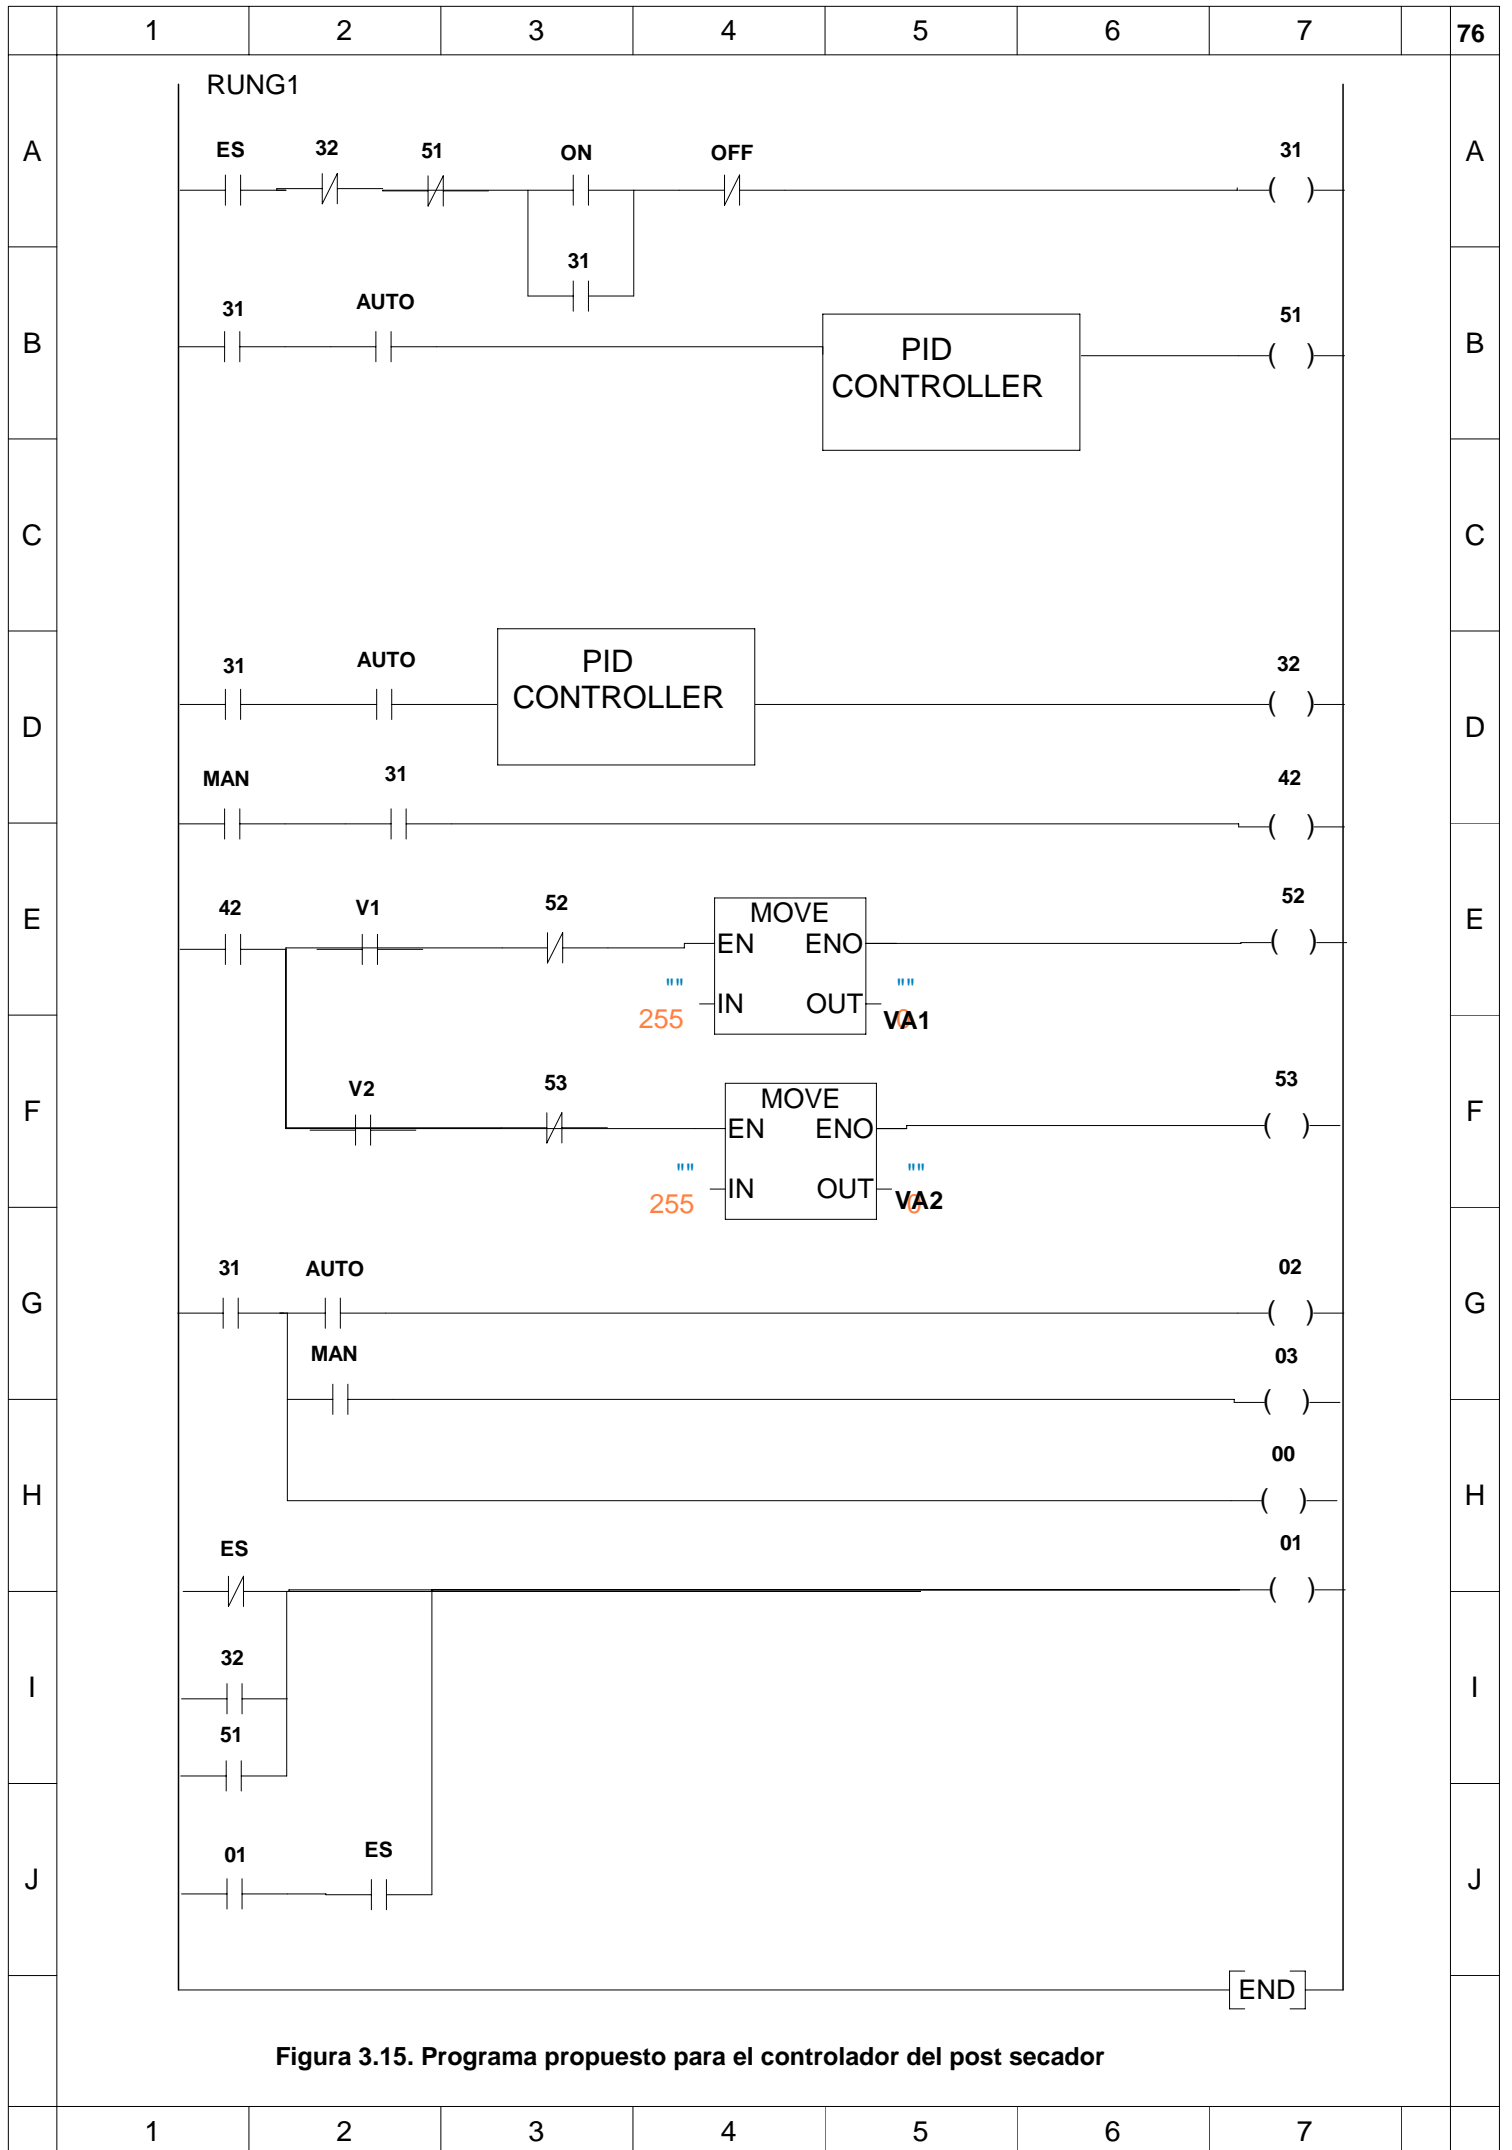 1 2 3 4 5 6 7 76
RUNG1
A ES 32 51 ON OFF 31 A
31
31 AUTO 51
B PID B
CONTROLLER
C C
PID
31 AUTO CONTROLLER 32
D D
MAN 31 42
E 42 V1 52 MOVE 52 E
EN ENO
"" ""
IN OUT
255 VA1
F V2 53 MOVE 53 F
EN ENO
"" ""
IN OUT
255 VA2
31 AUTO 02
G G
MAN 03
00
H H
ES 01
32
I I
51
01 ES
J J
END
Figura 3.15. Programa propuesto para el controlador del post secador
1 2 3 4 5 6 7